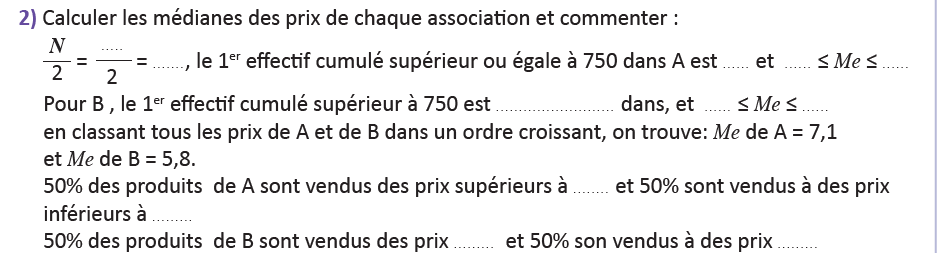 2) Calculer les médianes des prix de chaque association et commenter :
N/2 = ...../2 = ......., le 1er effectif cumulé supérieur ou égale à 750 dans A est ...... et ...... ≤ Me ≤ ......
Pour B , le 1er effectif cumulé supérieur à 750 est .......................... dans, et ...... ≤ Me ≤ ......
en classant tous les prix de A et de B dans un ordre croissant, on trouve: Me de A = 7,1
et Me de B = 5,8.
50% des produits de A sont vendus des prix supérieurs à ........ et 50% sont vendus à des prix
inférieurs à .........
50% des produits de B sont vendus des prix ......... et 50% son vendus à des prix .........